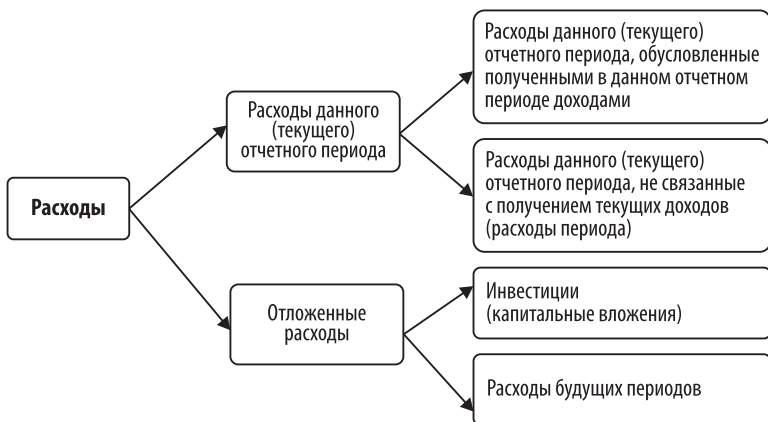 Расходы
Расходы данного
(текущего)
отчетного периода
Отложенные
расходы
Расходы данного (текущего)
отчетного периода, обусловленные
полученными в данном отчетном
периоде доходами
Расходы данного (текущего)
отчетного периода, не связанные
с получением текущих доходов
(расходы периода)
Инвестиции
(капитальные вложения)
Расходы будущих периодов